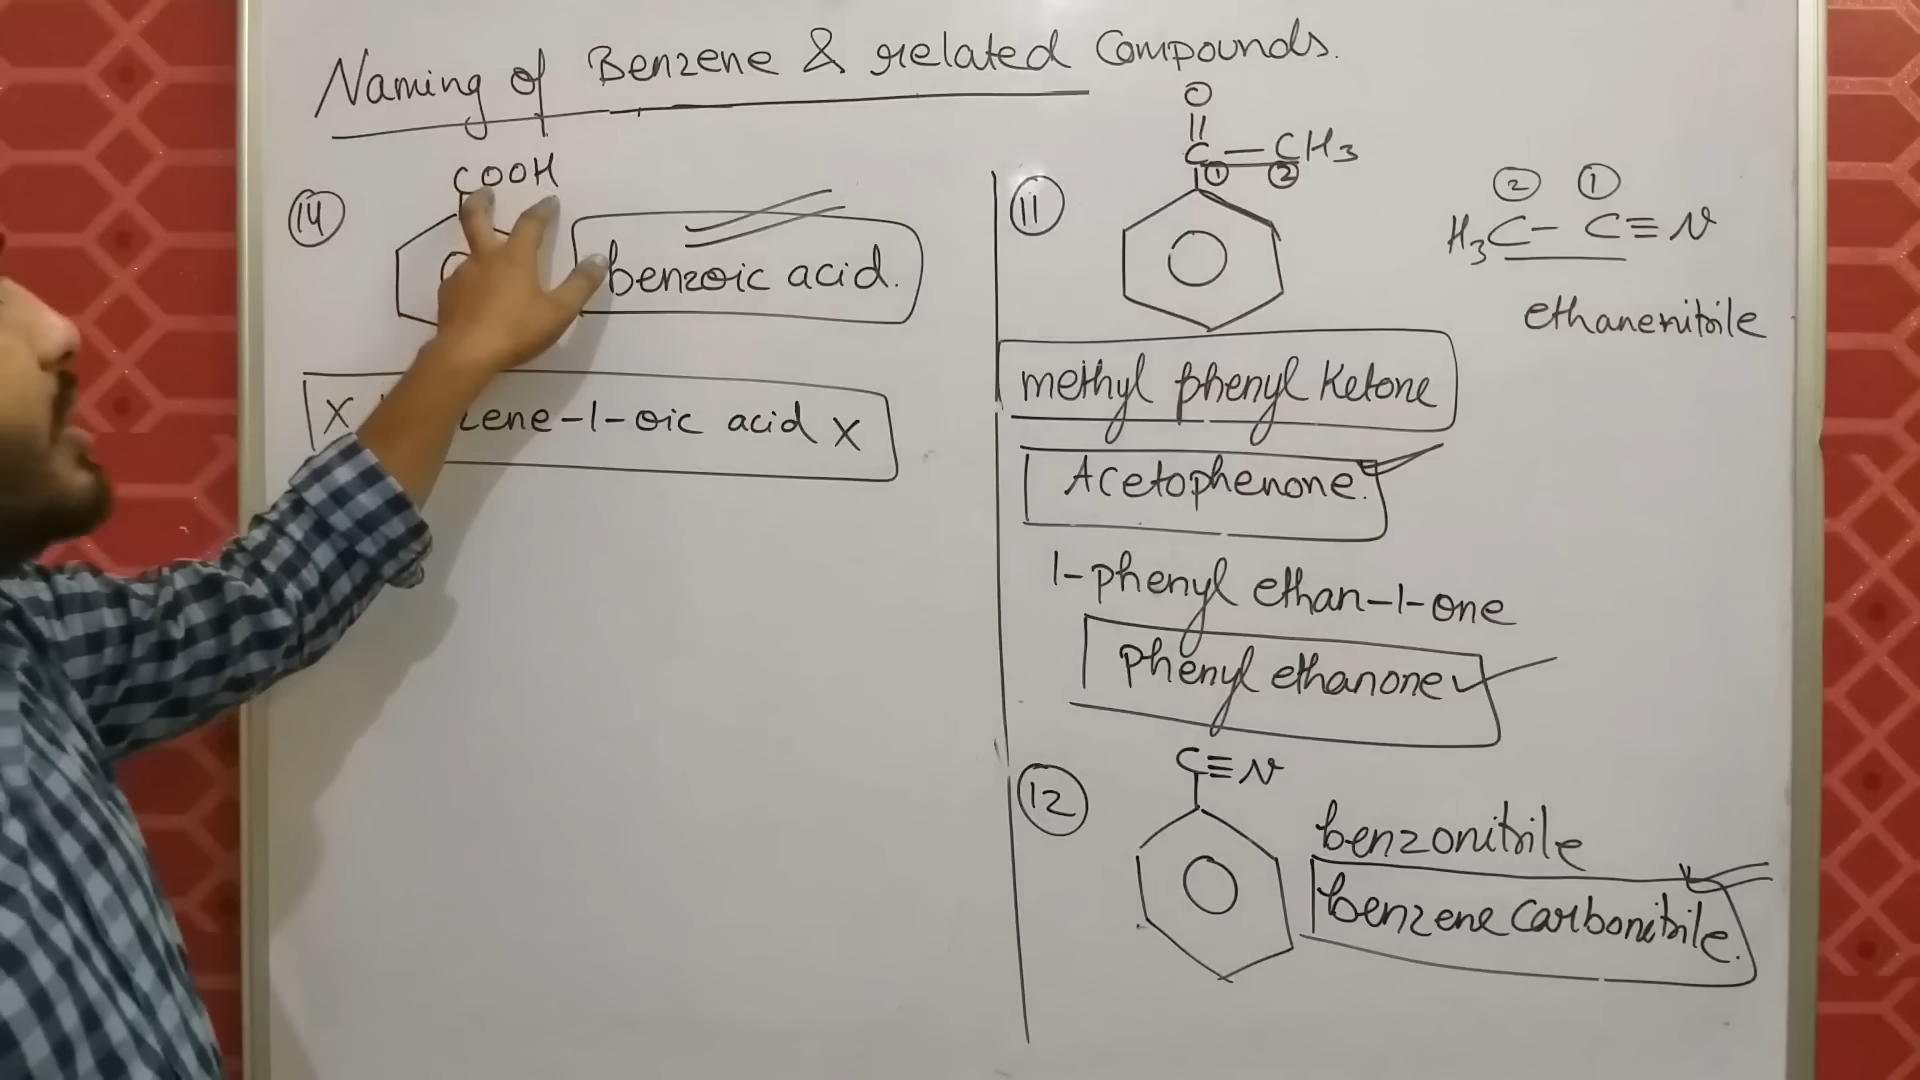 Naming of Benzene & related Compounds.
14
COOH
benzoic acid.
X zene-1-oic acid X
11
O
||
C — CH3
1 2
2 1
H3C - C ≡ N
ethanenitrile
methyl phenyl Ketone
Acetophenone.
1-phenyl ethan-1-one
Phenyl ethanone
12
C≡N
benzonitrile
benzene carbonitrile.